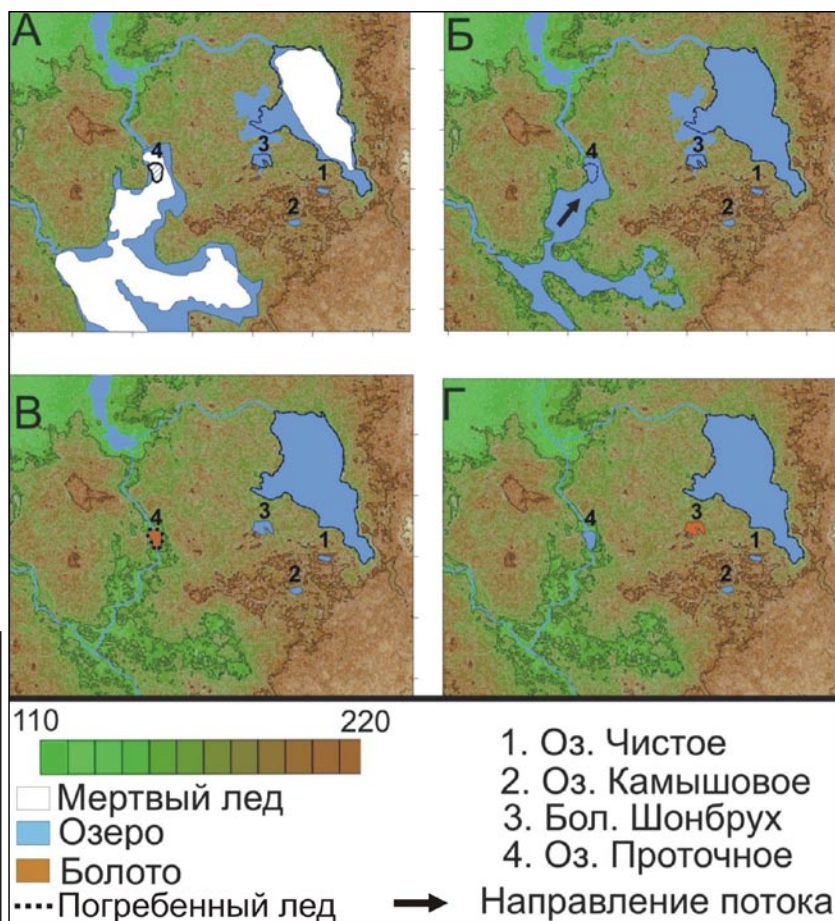 А
4
3
1
2
Б
4
3
1
2
В
4
3
1
2
Г
4
3
1
2
110 220
Мертвый лед
Озеро
Болото
Погребенный лед
1. Оз. Чистое
2. Оз. Камышовое
3. Бол. Шонбрух
4. Оз. Проточное
Направление потока